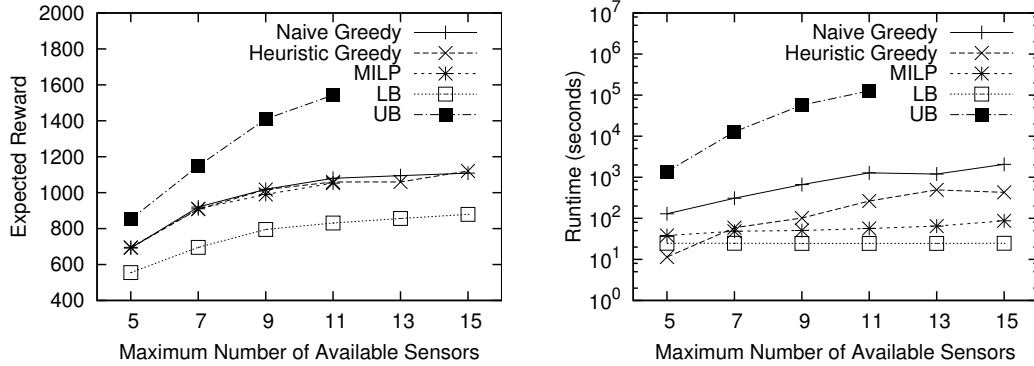 Expected Reward
2000
1800
1600
1400
1200
1000
800
600
400
5 7 9 11 13 15
Maximum Number of Available Sensors
Naive Greedy
Heuristic Greedy
MILP
LB
UB
Runtime (seconds)
10^7
10^6
10^5
10^4
10^3
10^2
10^1
10^0
5 7 9 11 13 15
Maximum Number of Available Sensors
Naive Greedy
Heuristic Greedy
MILP
LB
UB